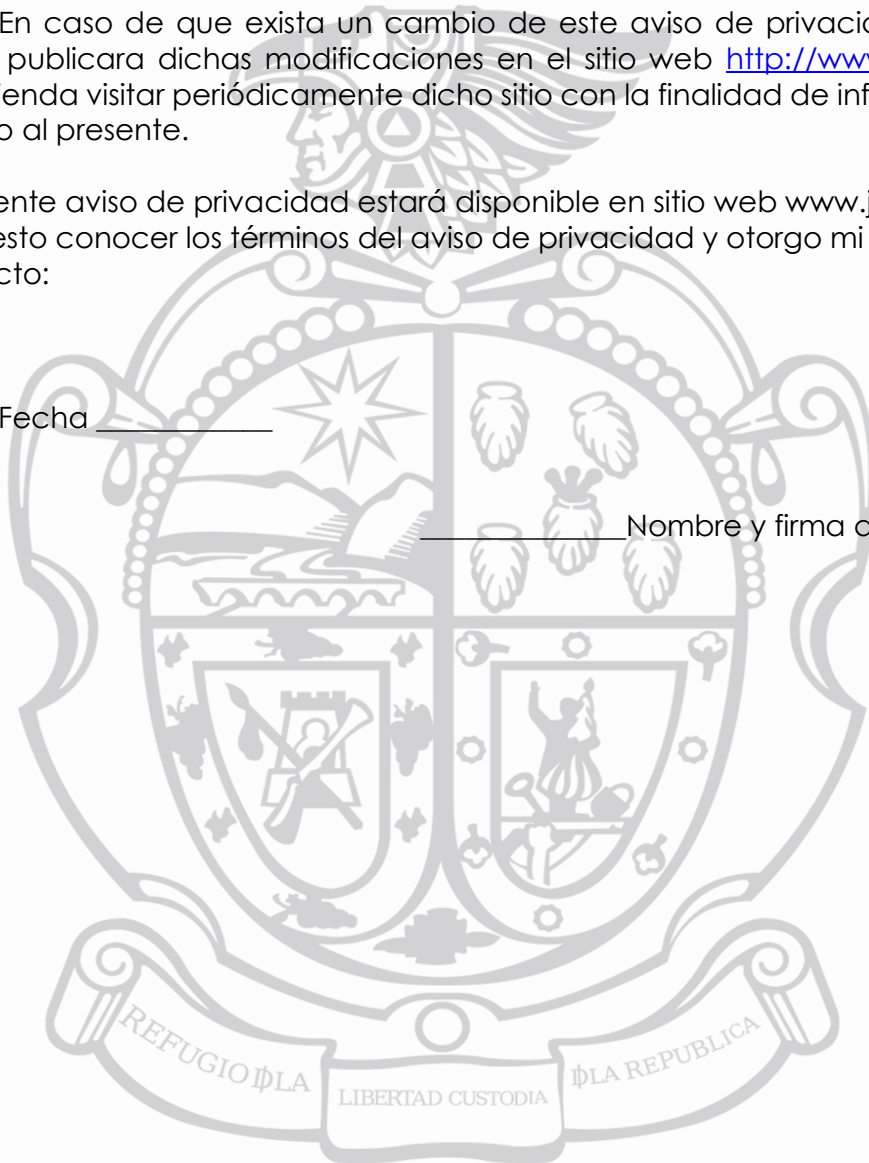 En caso de que exista un cambio de este aviso de privacid
publicara dichas modificaciones en el sitio web http://www
ienda visitar periódicamente dicho sitio con la finalidad de inf
o al presente.
ente aviso de privacidad estará disponible en sitio web www.j
esto conocer los términos del aviso de privacidad y otorgo mi
cto:
Fecha ____________
______________Nombre y firma d
REFUGIO DLA
LIBERTAD CUSTODIA
DLA REPUBLICA